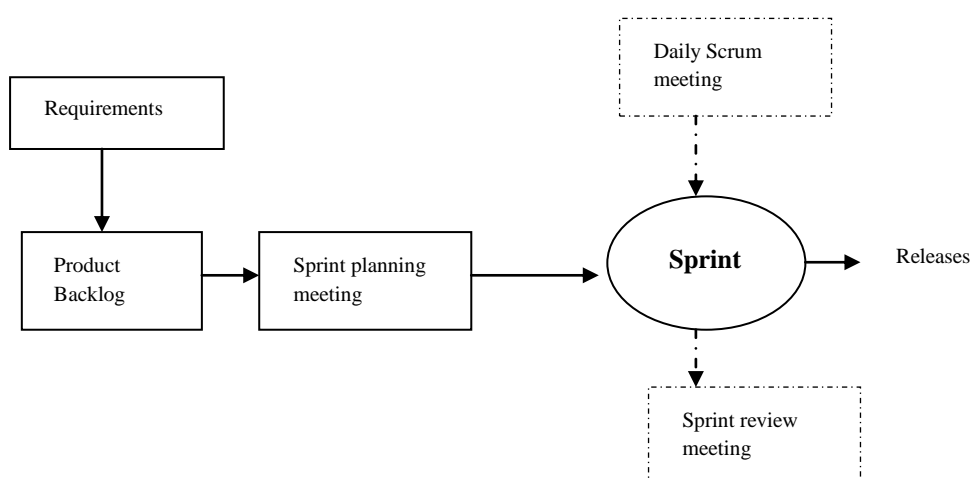 Daily Scrum
meeting
Requirements
Product
Backlog
Sprint planning
meeting
Sprint
Releases
Sprint review
meeting